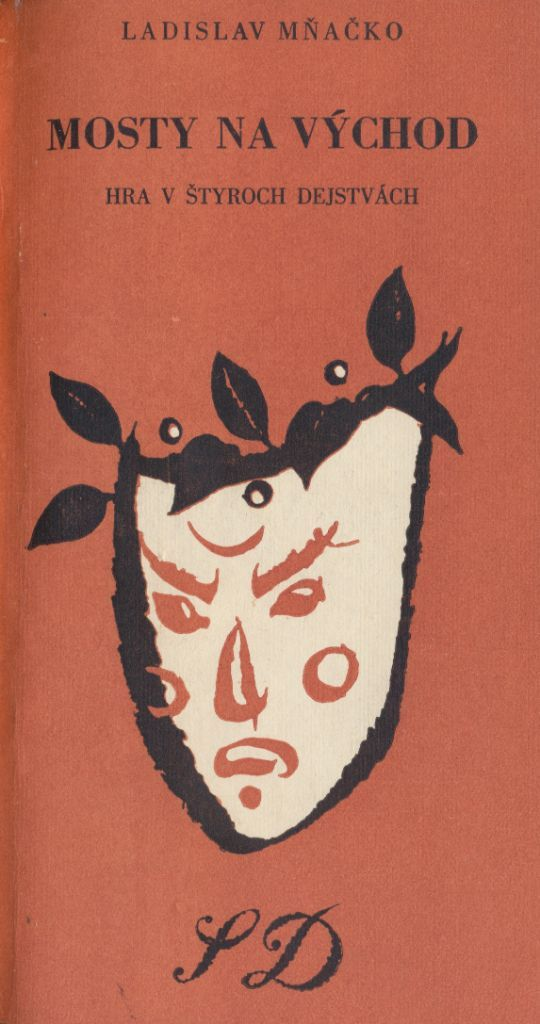 LADISLAV MŇAČKO
MOSTY NA VÝCHOD
HRA V ŠTYROCH DEJSTVÁCH
SD